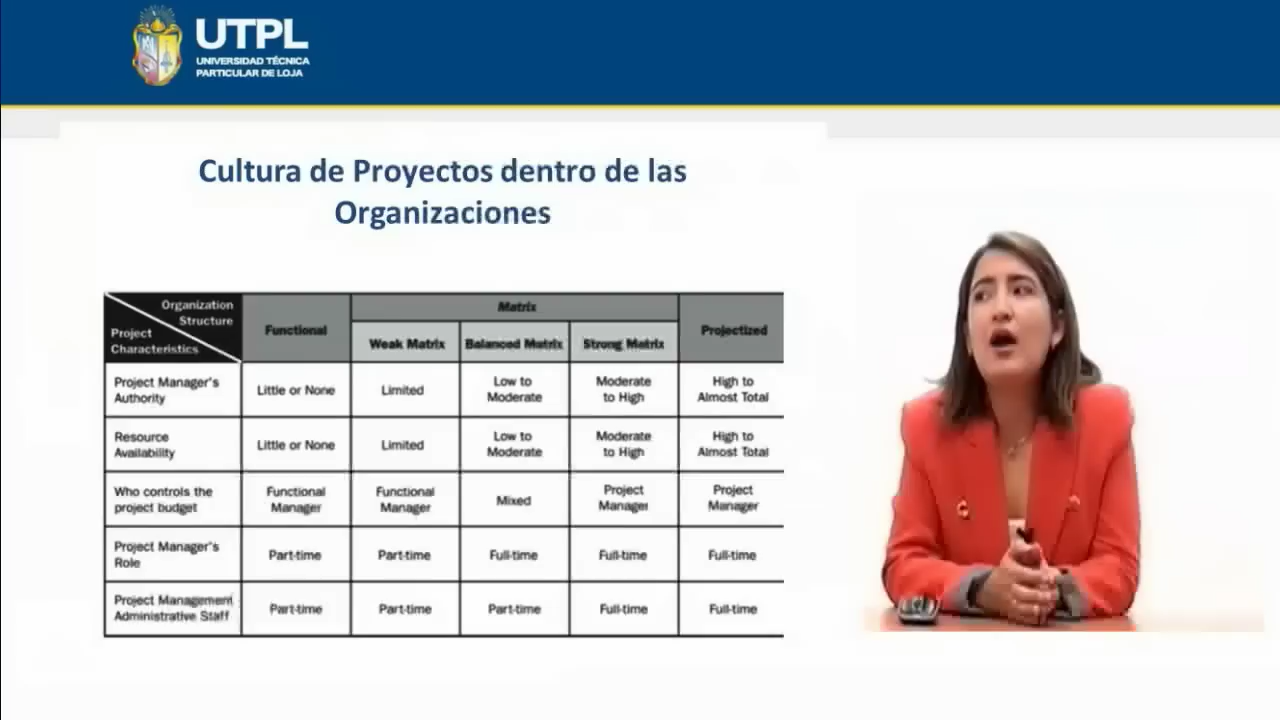 UTPL
UNIVERSIDAD TÉCNICA
PARTICULAR DE LOJA
Cultura de Proyectos dentro de las
Organizaciones
Organization
Structure
Project
Characteristics
Functional
Matrix
Weak Matrix
Balanced Matrix
Strong Matrix
Projectized
Project Manager's
Authority
Little or None
Limited
Low to
Moderate
Moderate
to High
High to
Almost Total
Resource
Availability
Little or None
Limited
Low to
Moderate
Moderate
to High
High to
Almost Total
Who controls the
project budget
Functional
Manager
Functional
Manager
Mixed
Project
Manager
Project
Manager
Project Manager's
Role
Part-time
Part-time
Full-time
Full-time
Full-time
Project Management
Administrative Staff
Part-time
Part-time
Part-time
Full-time
Full-time